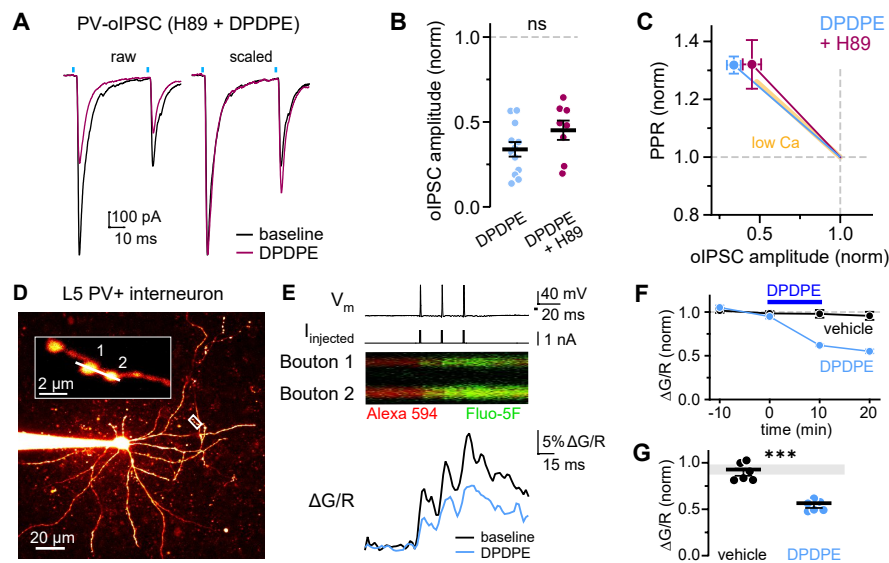 A
PV-oIPSC (H89 + DPDPE)
raw
scaled
100 pA
10 ms
baseline
DPDPE
B
ns
oIPSC amplitude (norm)
1.0
0.5
0.0
DPDPE
DPDPE
+ H89
C
DPDPE
+ H89
PPR (norm)
1.4
1.2
1.0
0.8
low Ca
0.5
1.0
oIPSC amplitude (norm)
D
L5 PV+ interneuron
1
2
2 µm
20 µm
E
Vm
40 mV
20 ms
Iinjected
1 nA
Bouton 1
Bouton 2
Alexa 594
Fluo-5F
5% ΔG/R
15 ms
ΔG/R
baseline
DPDPE
F
DPDPE
vehicle
DPDPE
ΔG/R (norm)
1.0
0.5
0.0
-10
0
10
20
time (min)
G
***
ΔG/R (norm)
1.0
0.5
0.0
vehicle
DPDPE